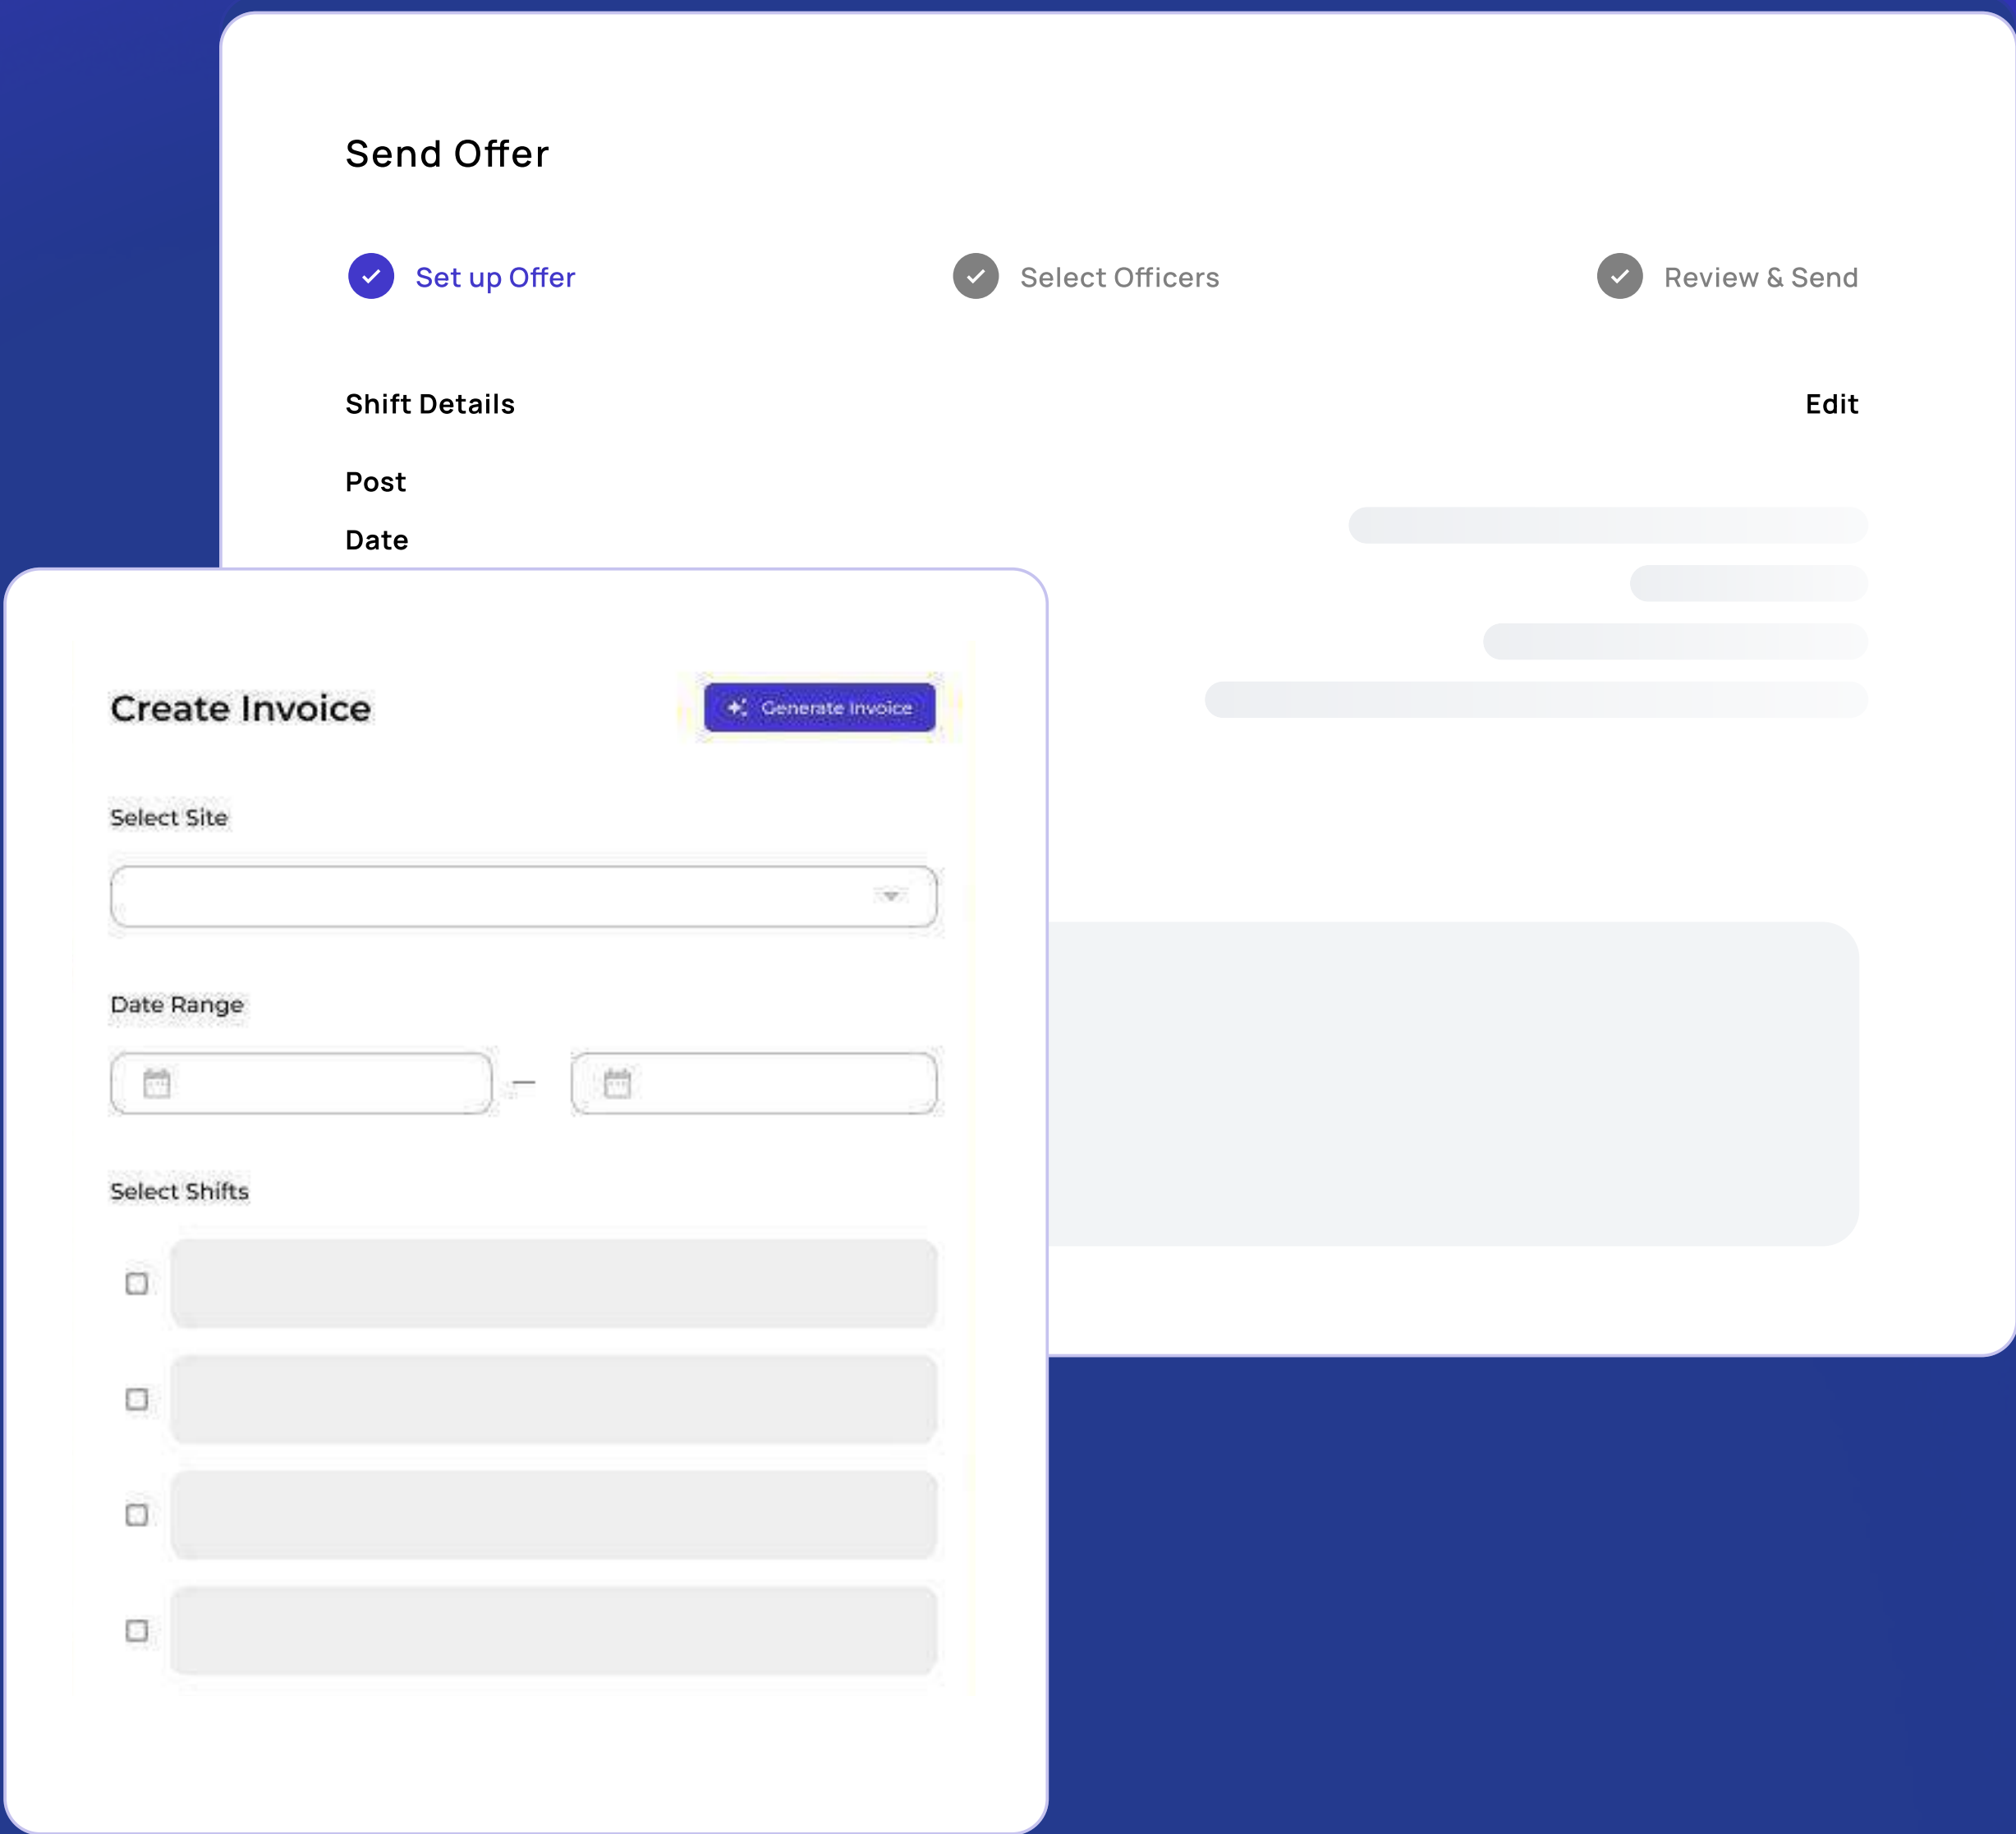 Send Offer
Set up Offer
Select Officers
Review & Send
Shift Details
Edit
Post
Date
Create Invoice
Generate Invoice
Select Site
Date Range
Select Shifts